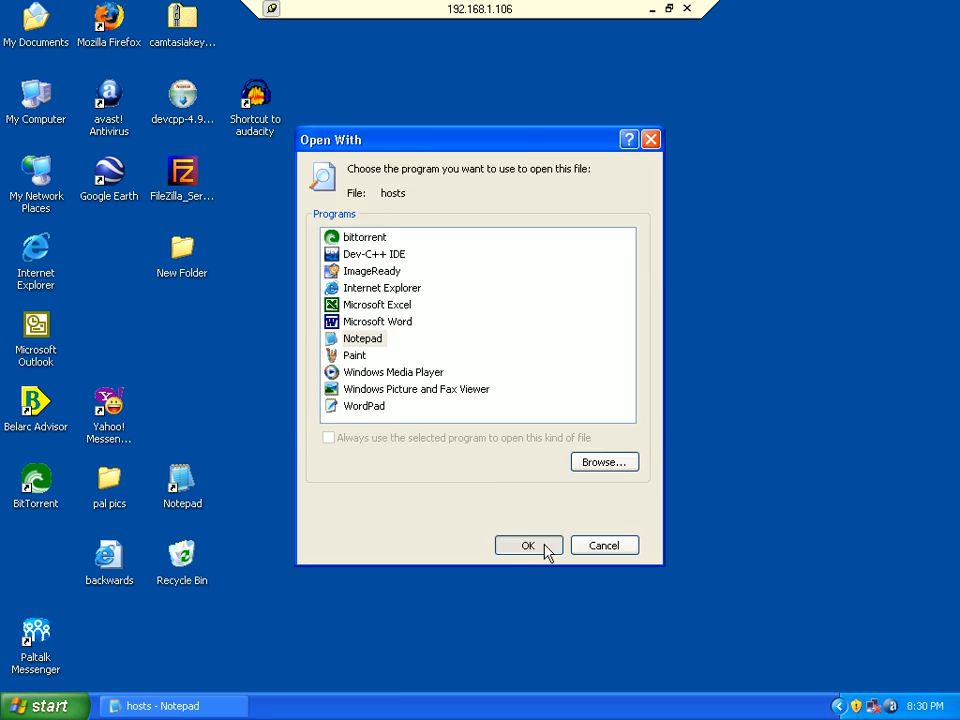 192.168.1.106
My Documents
Mozilla Firefox
camtasiakey...
My Computer
avast!
Antivirus
devcpp-4.9...
Shortcut to
audacity
My Network
Places
Google Earth
FileZilla_Ser...
Internet
Explorer
New Folder
Microsoft
Outlook
Belarc Advisor
Yahoo!
Messen...
BitTorrent
pal pics
Notepad
backwards
Recycle Bin
Paltalk
Messenger
Open With
Choose the program you want to use to open this file:
File: hosts
Programs
bittorrent
Dev-C++ IDE
ImageReady
Internet Explorer
Microsoft Excel
Microsoft Word
Notepad
Paint
Windows Media Player
Windows Picture and Fax Viewer
WordPad
Always use the selected program to open this kind of file
Browse...
OK
Cancel
start
hosts - Notepad
8:30 PM